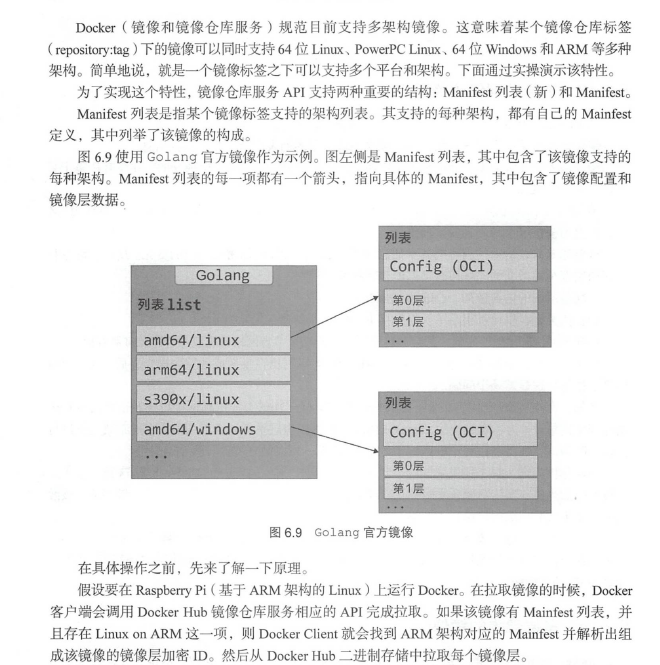 Docker（镜像和镜像仓库服务）规范目前支持多架构镜像。这意味着某个镜像仓库标签
（repository:tag）下的镜像可以同时支持 64 位 Linux、PowerPC Linux、64 位 Windows 和 ARM 等多种
架构。简单地说，就是一个镜像标签之下可以支持多个平台和架构。下面通过实操演示该特性。
为了实现这个特性，镜像仓库服务 API 支持两种重要的结构：Manifest 列表（新）和 Manifest。
Manifest 列表是指某个镜像标签支持的架构列表。其支持的每种架构，都有自己的 Mainfest
定义，其中列举了该镜像的构成。
图 6.9 使用 Golang 官方镜像作为示例。图左侧是 Manifest 列表，其中包含了该镜像支持的
每种架构。Manifest 列表的每一项都有一个箭头，指向具体的 Manifest，其中包含了镜像配置和
镜像层数据。
Golang
列表 list
amd64/linux
arm64/linux
s390x/linux
amd64/windows
...
列表
Config (OCI)
第0层
第1层
...
列表
Config (OCI)
第0层
第1层
...
图 6.9 Golang 官方镜像
在具体操作之前，先来了解一下原理。
假设要在 Raspberry Pi（基于 ARM 架构的 Linux）上运行 Docker。在拉取镜像的时候，Docker
客户端会调用 Docker Hub 镜像仓库服务相应的 API 完成拉取。如果该镜像有 Mainfest 列表，并
且存在 Linux on ARM 这一项，则 Docker Client 就会找到 ARM 架构对应的 Mainfest 并解析出组
成该镜像的镜像层加密 ID。然后从 Docker Hub 二进制存储中拉取每个镜像层。